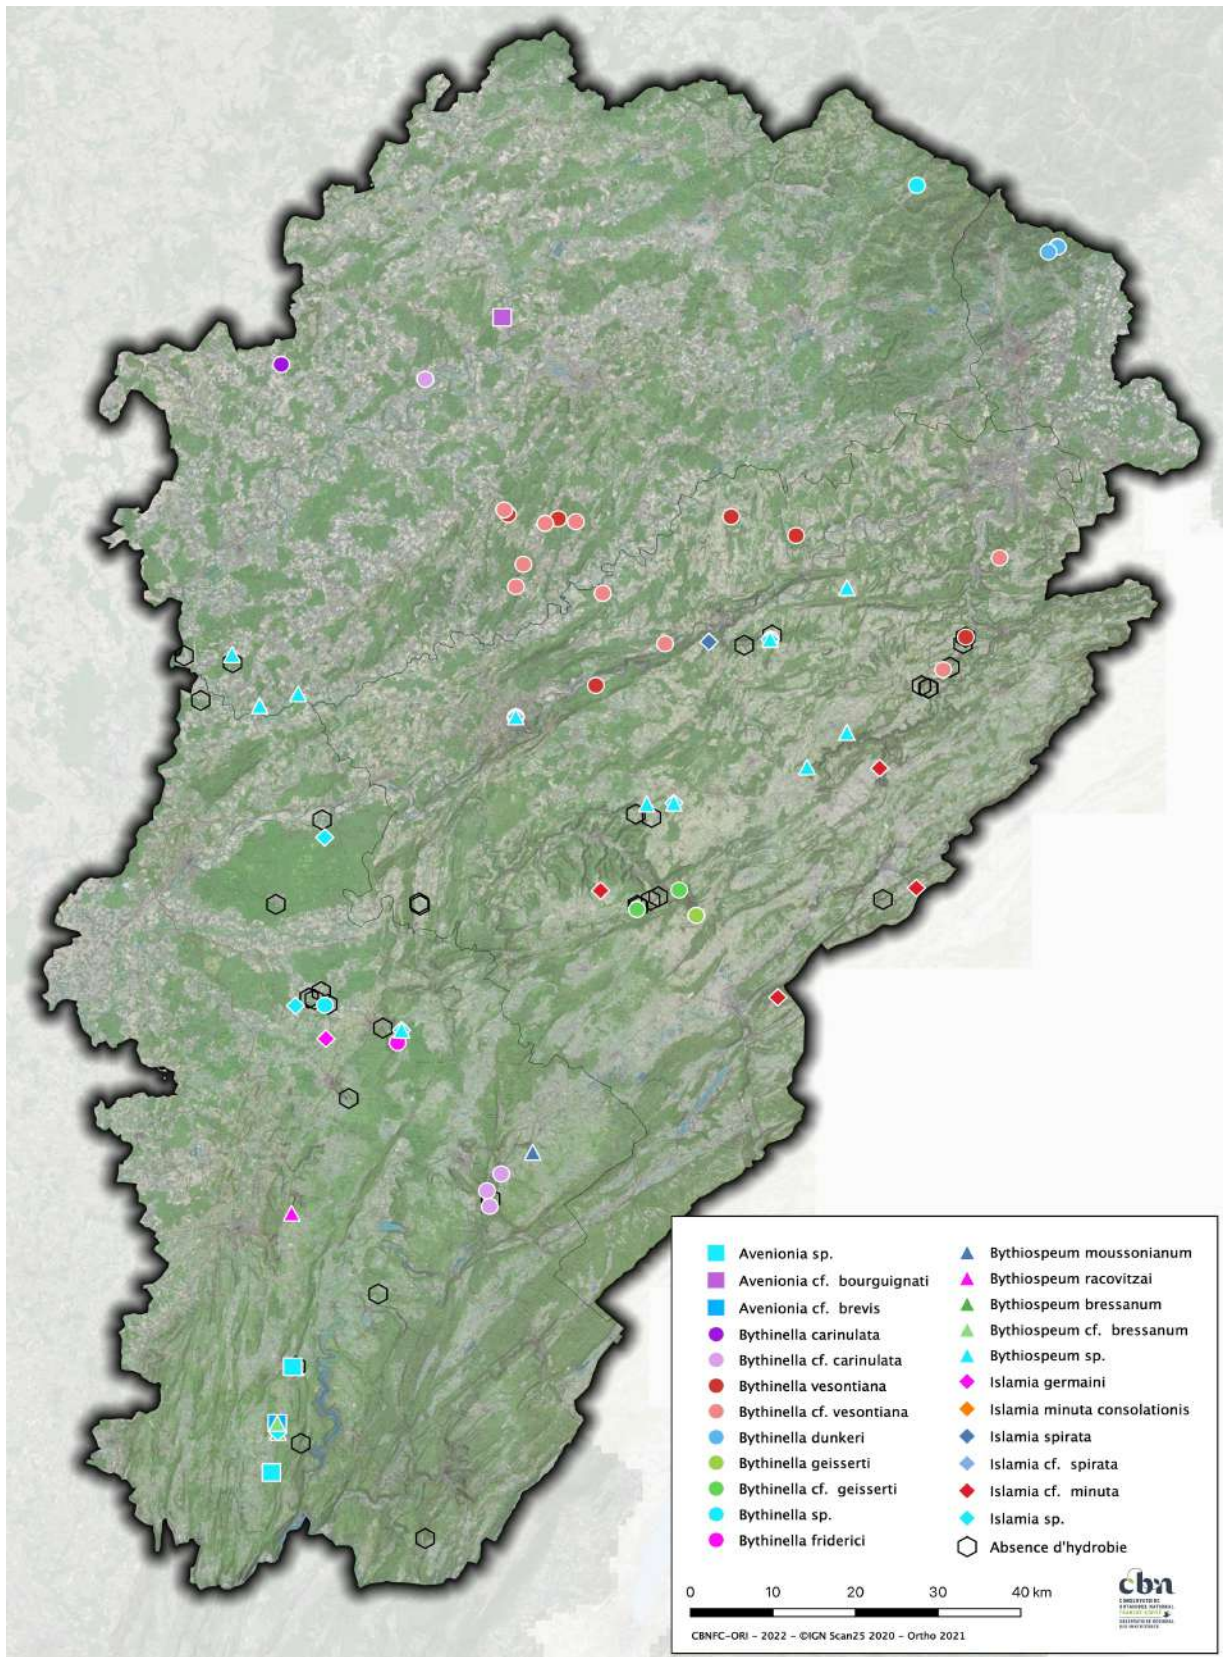 Avenionia sp.
Avenionia cf. bourguignati
Avenionia cf. brevis
Bythinella carinulata
Bythinella cf. carinulata
Bythinella vesontiana
Bythinella cf. vesontiana
Bythinella dunkeri
Bythinella geisserti
Bythinella cf. geisserti
Bythinella sp.
Bythinella friderici
Bythiospeum moussonianum
Bythiospeum racovitzai
Bythiospeum bressanum
Bythiospeum cf. bressanum
Bythiospeum sp.
Islamia germaini
Islamia minuta consolationis
Islamia spirata
Islamia cf. spirata
Islamia cf. minuta
Islamia sp.
Absence d'hydrobie
0 10 20 30 40 km
CBNFC-ORI - 2022 - ©IGN Scan25 2020 - Ortho 2021
cbn
CONSERVATOIRE
BOTANIQUE NATIONAL